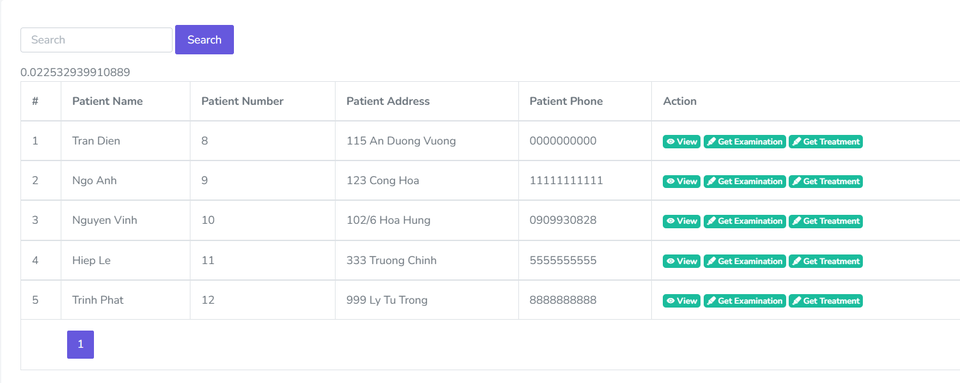 Search Search
0.022532939910889
# Patient Name Patient Number Patient Address Patient Phone Action
1 Tran Dien 8 115 An Duong Vuong 0000000000 View Get Examination Get Treatment
2 Ngo Anh 9 123 Cong Hoa 11111111111 View Get Examination Get Treatment
3 Nguyen Vinh 10 102/6 Hoa Hung 0909930828 View Get Examination Get Treatment
4 Hiep Le 11 333 Truong Chinh 5555555555 View Get Examination Get Treatment
5 Trinh Phat 12 999 Ly Tu Trong 8888888888 View Get Examination Get Treatment
1